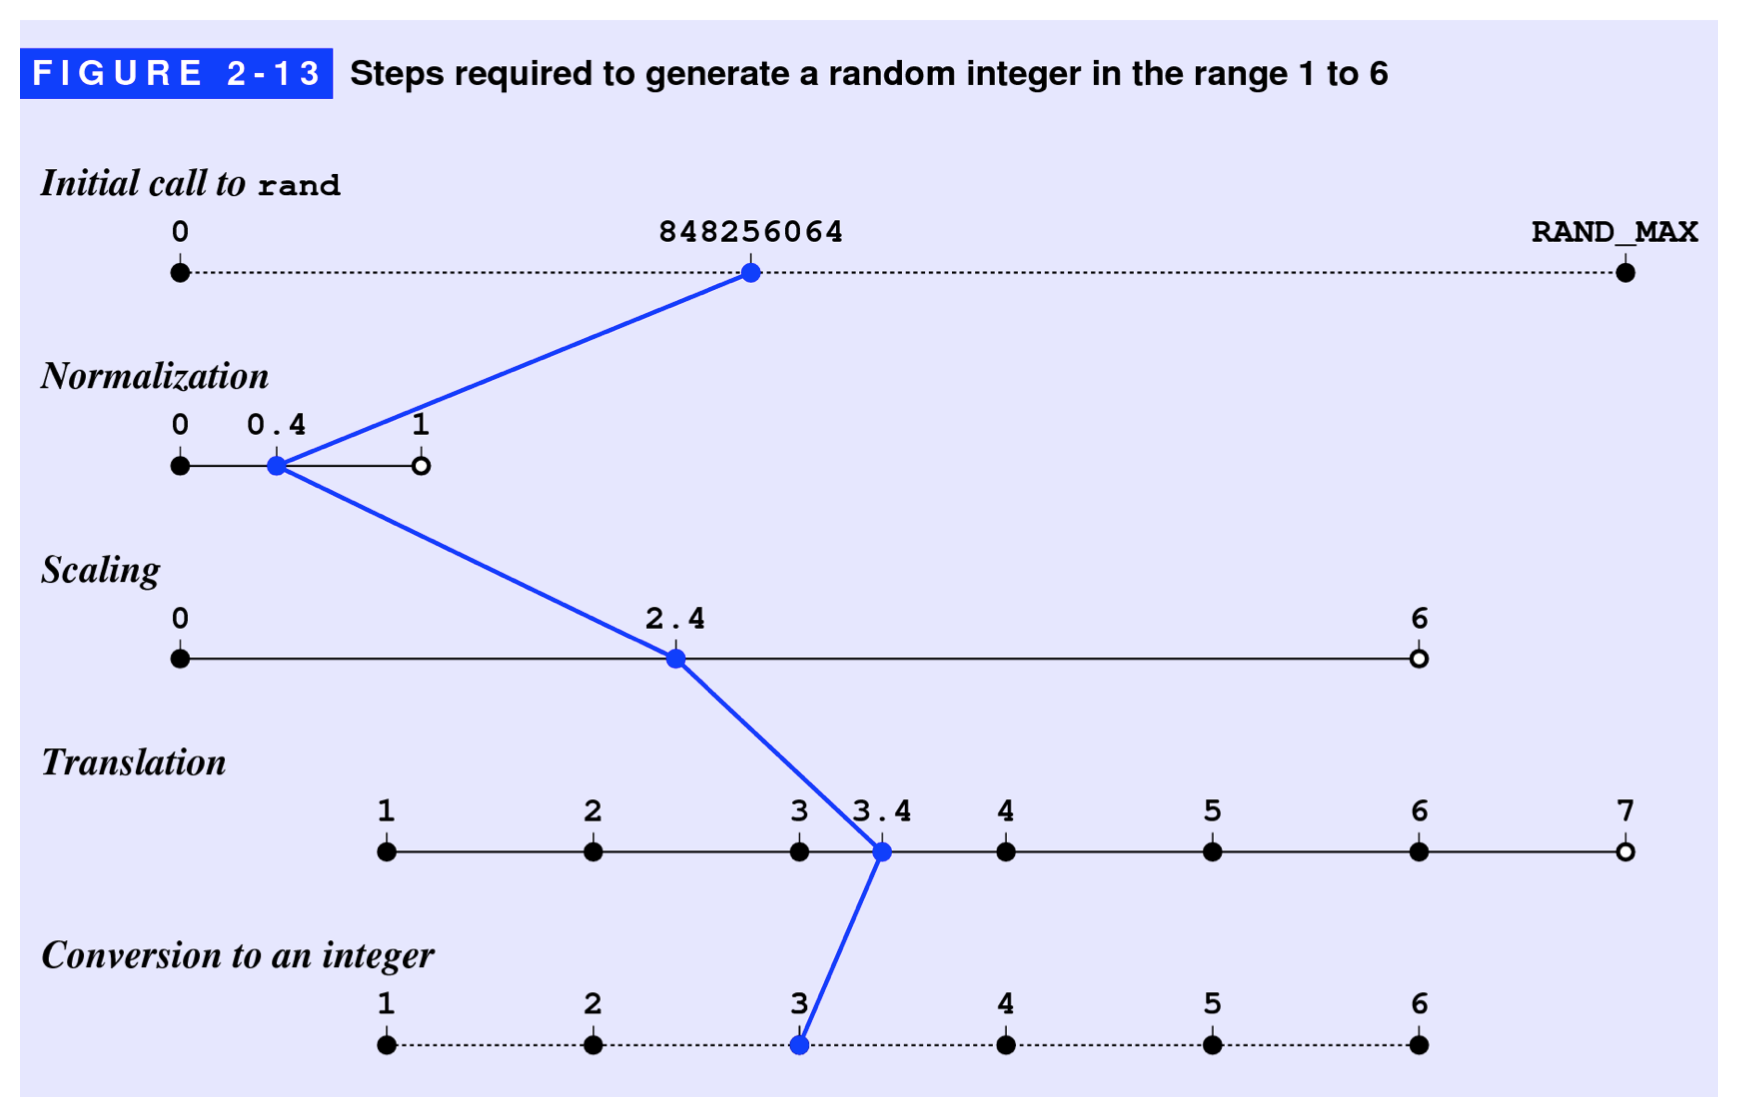 FIGURE 2-13 Steps required to generate a random integer in the range 1 to 6
Initial call to rand
0 848256064 RAND_MAX
Normalization
0 0.4 1
Scaling
0 2.4 6
Translation
1 2 3 3.4 4 5 6 7
Conversion to an integer
1 2 3 4 5 6